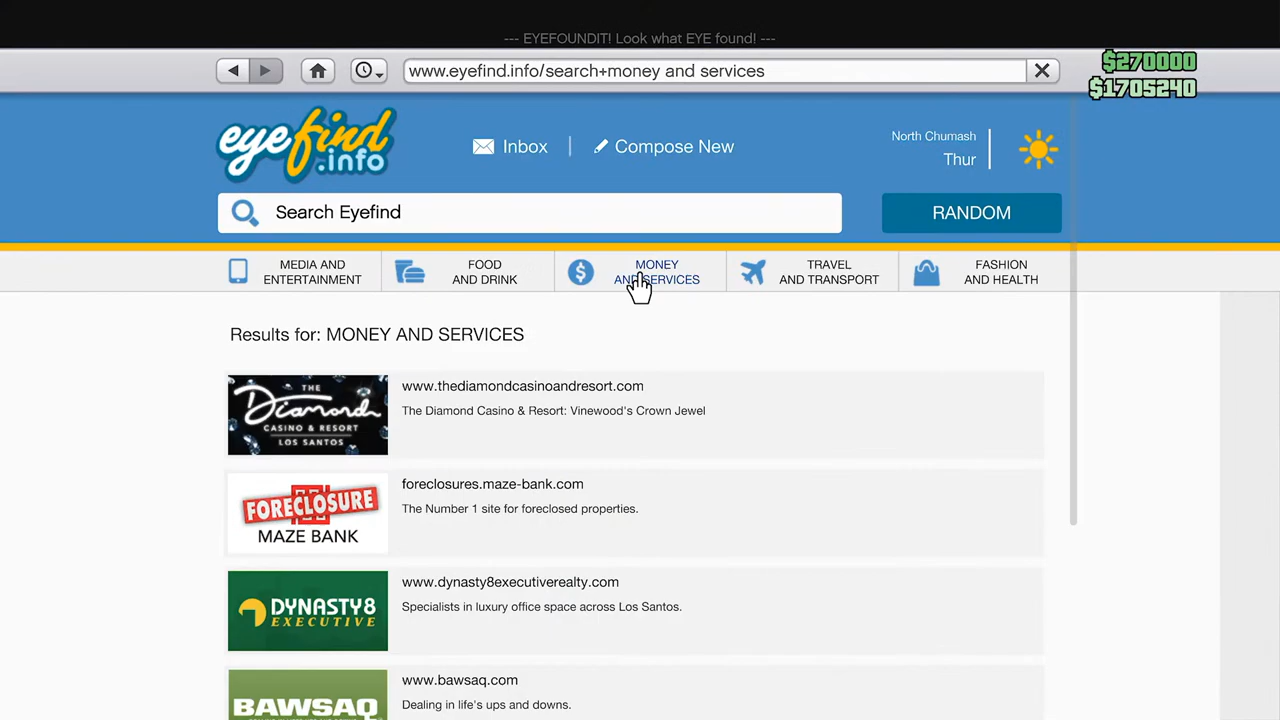 --- EYEFOUNDIT! Look what EYE found! ---
www.eyefind.info/search+money and services
$270000
$1705240
eyefind
.info
Inbox
Compose New
North Chumash
Thur
Search Eyefind
RANDOM
MEDIA AND
ENTERTAINMENT
FOOD
AND DRINK
MONEY
AND SERVICES
TRAVEL
AND TRANSPORT
FASHION
AND HEALTH
Results for: MONEY AND SERVICES
THE
Diamond
CASINO & RESORT
LOS SANTOS
www.thediamondcasinoandresort.com
The Diamond Casino & Resort: Vinewood's Crown Jewel
FORECLOSURE
MAZE BANK
foreclosures.maze-bank.com
The Number 1 site for foreclosed properties.
DYNASTY8
EXECUTIVE
www.dynasty8executiverealty.com
Specialists in luxury office space across Los Santos.
BAWSAQ
www.bawsaq.com
Dealing in life's ups and downs.